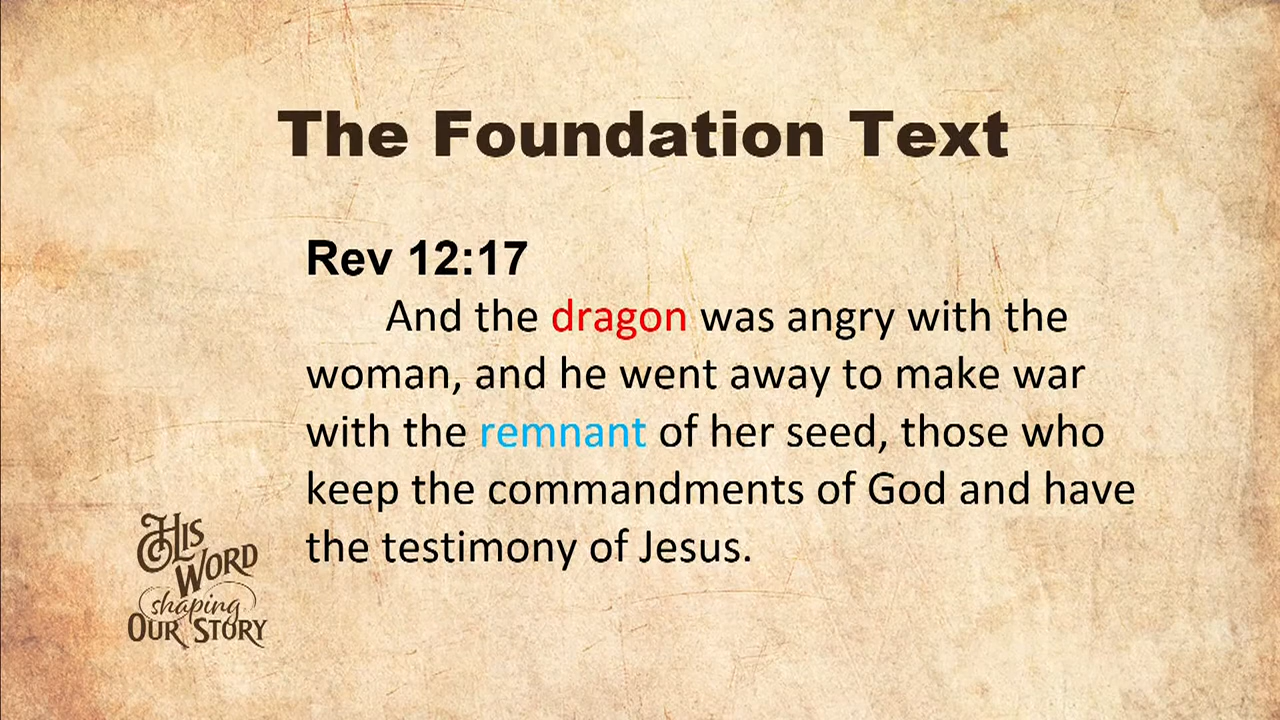 The Foundation Text
Rev 12:17
And the dragon was angry with the
woman, and he went away to make war
with the remnant of her seed, those who
keep the commandments of God and have
the testimony of Jesus.
His
Word
shaping
Our Story